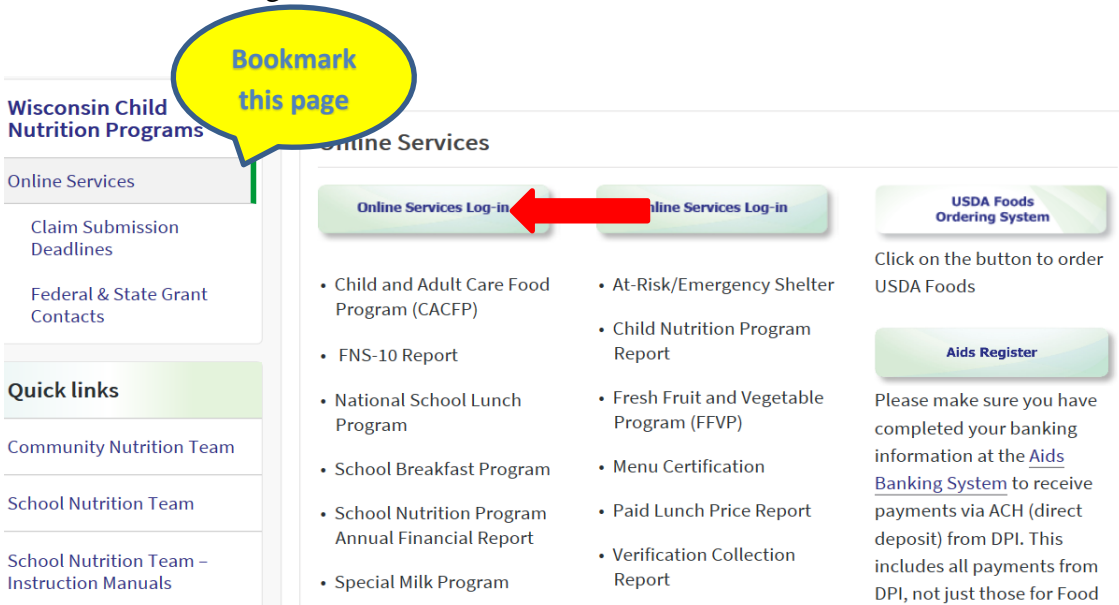 Bookmark
this page
Wisconsin Child
Nutrition Programs
Online Services
Claim Submission
Deadlines
Federal & State Grant
Contacts
Quick links
Community Nutrition Team
School Nutrition Team
School Nutrition Team –
Instruction Manuals
Online Services
Online Services Log-in
• Child and Adult Care Food
Program (CACFP)
• FNS-10 Report
• National School Lunch
Program
• School Breakfast Program
• School Nutrition Program
Annual Financial Report
• Special Milk Program
nline Services Log-in
• At-Risk/Emergency Shelter
• Child Nutrition Program
Report
• Fresh Fruit and Vegetable
Program (FFVP)
• Menu Certification
• Paid Lunch Price Report
• Verification Collection
Report
USDA Foods
Ordering System
Click on the button to order
USDA Foods
Aids Register
Please make sure you have
completed your banking
information at the Aids
Banking System to receive
payments via ACH (direct
deposit) from DPI. This
includes all payments from
DPI, not just those for Food